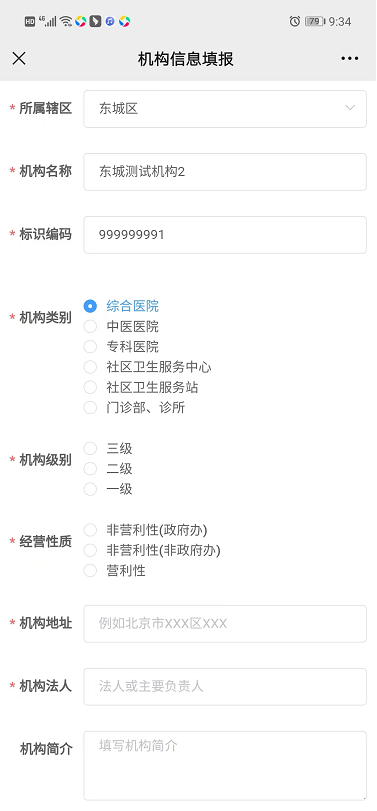 HD 4G 79 9:34
机构信息填报
* 所属辖区 东城区
* 机构名称 东城测试机构2
* 标识编码 999999991
* 机构类别
综合医院
中医医院
专科医院
社区卫生服务中心
社区卫生服务站
门诊部、诊所
* 机构级别
三级
二级
一级
* 经营性质
非营利性(政府办)
非营利性(非政府办)
营利性
* 机构地址 例如北京市XXX区XXX
* 机构法人 法人或主要负责人
机构简介 填写机构简介